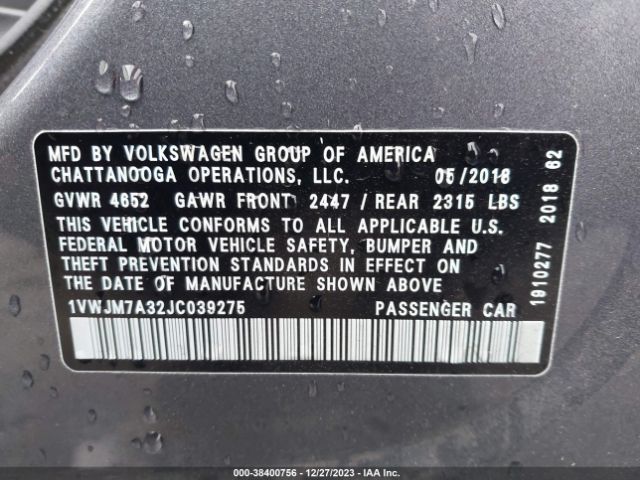 MFD BY VOLKSWAGEN GROUP OF AMERICA
CHATTANOOGA OPERATIONS, LLC. 05/2018
GVWR 4652 GAWR FRONT 2447 / REAR 2315 LBS
THIS VEHICLE CONFORMS TO ALL APPLICABLE U.S.
FEDERAL MOTOR VEHICLE SAFETY, BUMPER AND
THEFT PREVENTION STANDARDS IN EFFECT ON
THE DATE OF MANUFACTURE SHOWN ABOVE
1VWJM7A32JC039275 PASSENGER CAR
1910277 2018 62
000-38400756 - 12/27/2023 - IAA Inc.